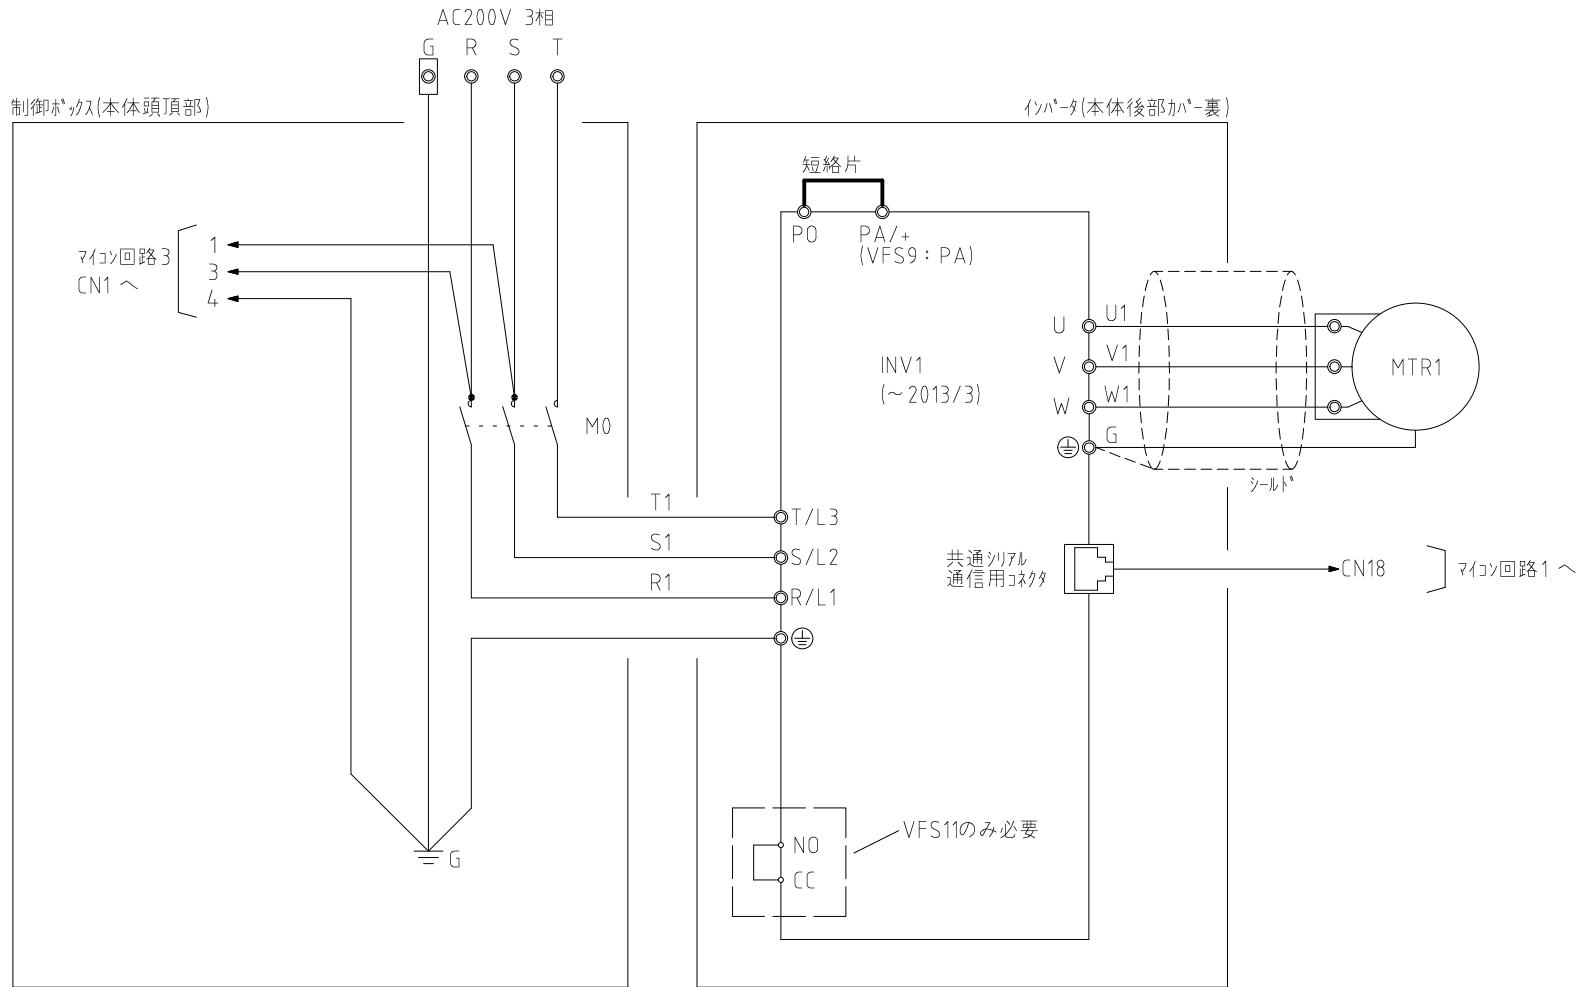 AC200V 3相
G R S T
制御ﾎﾞｯｸｽ(本体頭頂部)
ｲﾝﾊﾞｰﾀ(本体後部ｶﾊﾞｰ裏)
短絡片
PO PA/+
(VFS9：PA)
ﾏｲｺﾝ回路3
CN1 へ
1
3
4
M0
INV1
(～2013/3)
U U1
V V1
W W1
G
MTR1
ｼｰﾙﾄﾞ
T1 T/L3
S1 S/L2
R1 R/L1
共通ｼﾘｱﾙ
通信用ｺﾈｸﾀ
CN18
ﾏｲｺﾝ回路1 へ
VFS11のみ必要
NO
CC
G